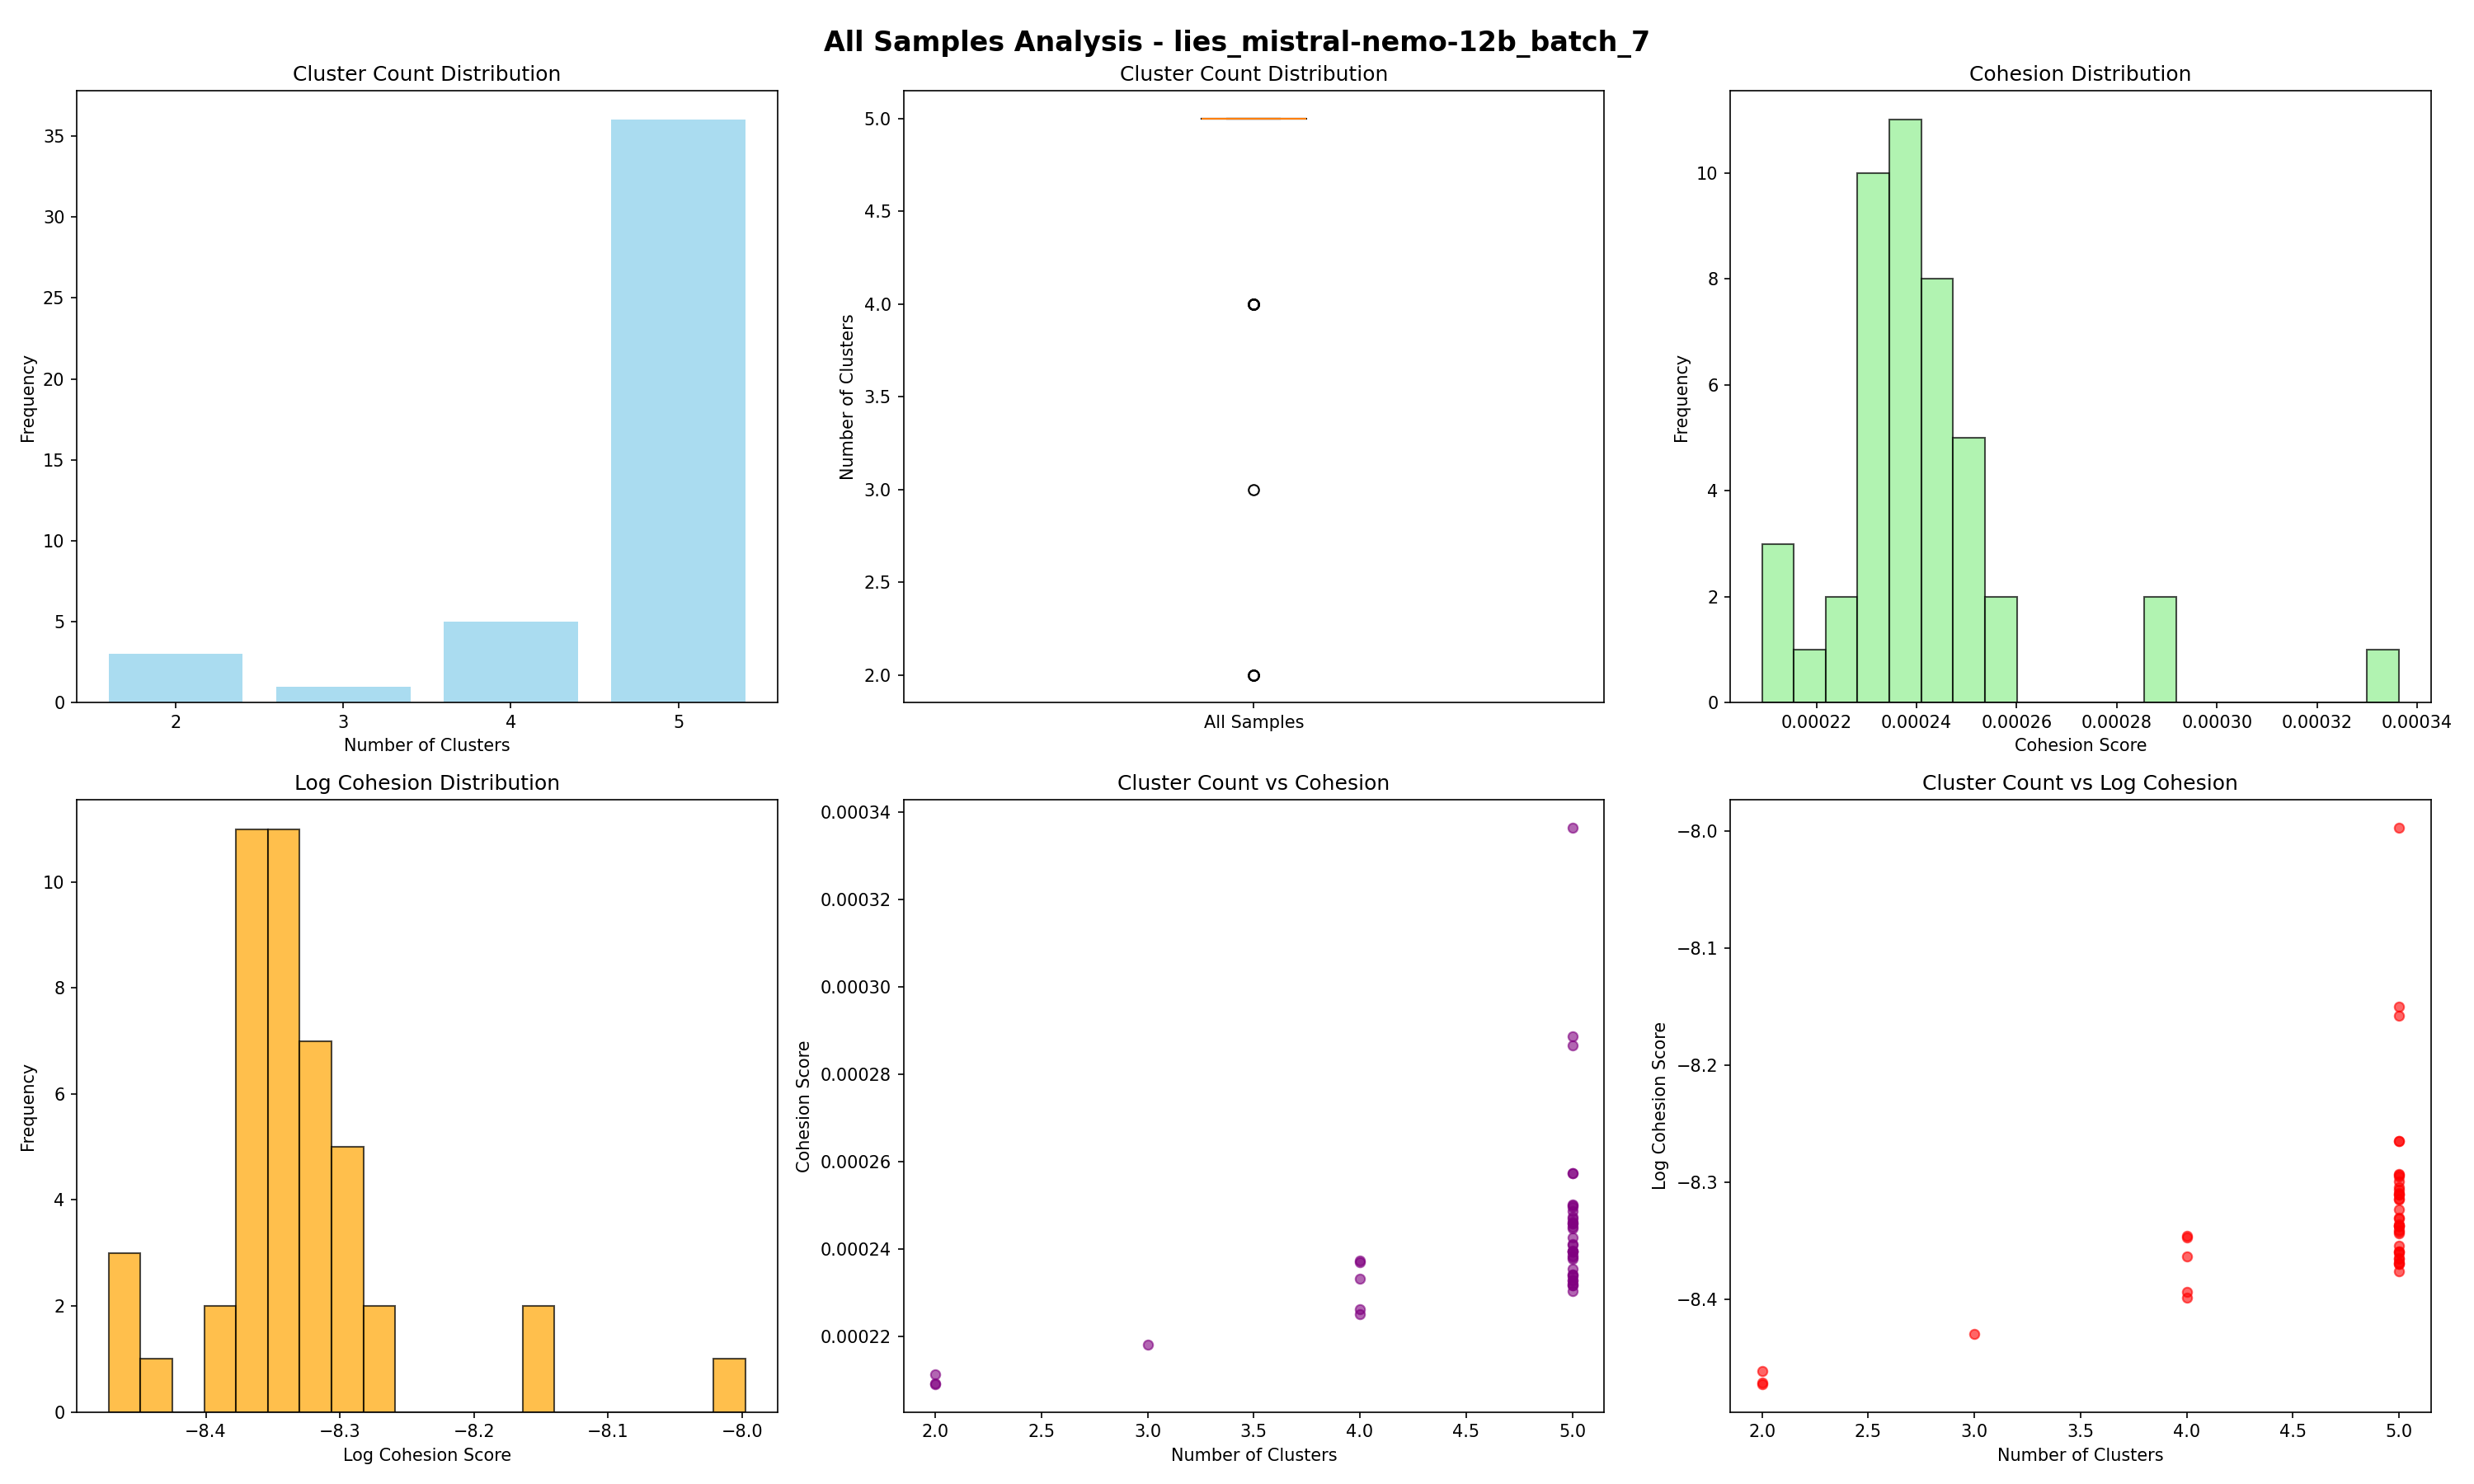 All Samples Analysis - lies_mistral-nemo-12b_batch_7
Cluster Count Distribution
Frequency
35
30
25
20
15
10
5
0
2 3 4 5
Number of Clusters
Cluster Count Distribution
Number of Clusters
5.0
4.5
4.0
3.5
3.0
2.5
2.0
All Samples
Cohesion Distribution
Frequency
10
8
6
4
2
0
0.00022 0.00024 0.00026 0.00028 0.00030 0.00032 0.00034
Cohesion Score
Log Cohesion Distribution
Frequency
10
8
6
4
2
0
−8.4 −8.3 −8.2 −8.1 −8.0
Log Cohesion Score
Cluster Count vs Cohesion
Cohesion Score
0.00034
0.00032
0.00030
0.00028
0.00026
0.00024
0.00022
2.0 2.5 3.0 3.5 4.0 4.5 5.0
Number of Clusters
Cluster Count vs Log Cohesion
Log Cohesion Score
−8.0
−8.1
−8.2
−8.3
−8.4
2.0 2.5 3.0 3.5 4.0 4.5 5.0
Number of Clusters